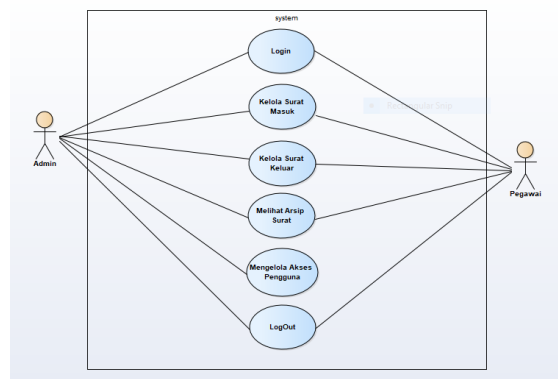 system
Login
Kelola Surat
Masuk
Kelola Surat
Keluar
Melihat Arsip
Surat
Mengelola Akses
Pengguna
LogOut
Admin
Pegawai